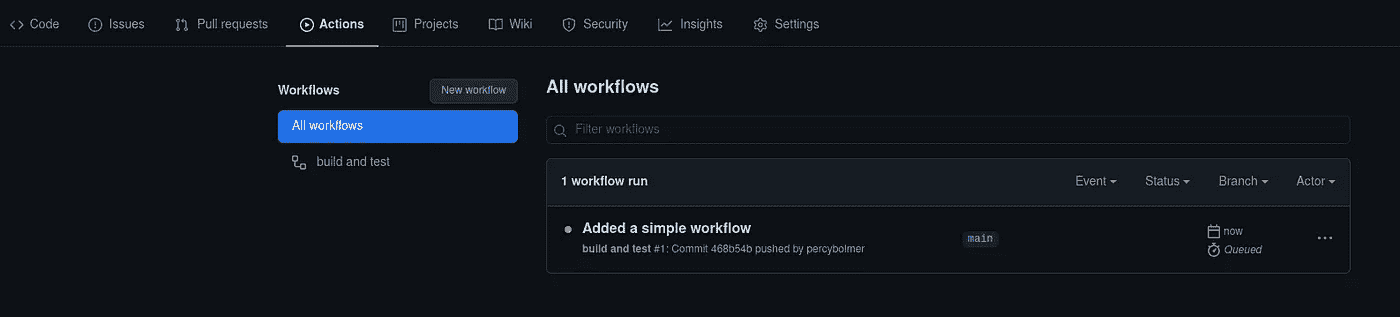 Code Issues Pull requests Actions Projects Wiki Security Insights Settings
Workflows New workflow
All workflows
build and test
All workflows
Filter workflows
1 workflow run Event Status Branch Actor
Added a simple workflow
build and test #1: Commit 468b54b pushed by percybolmer
main
now
Queued